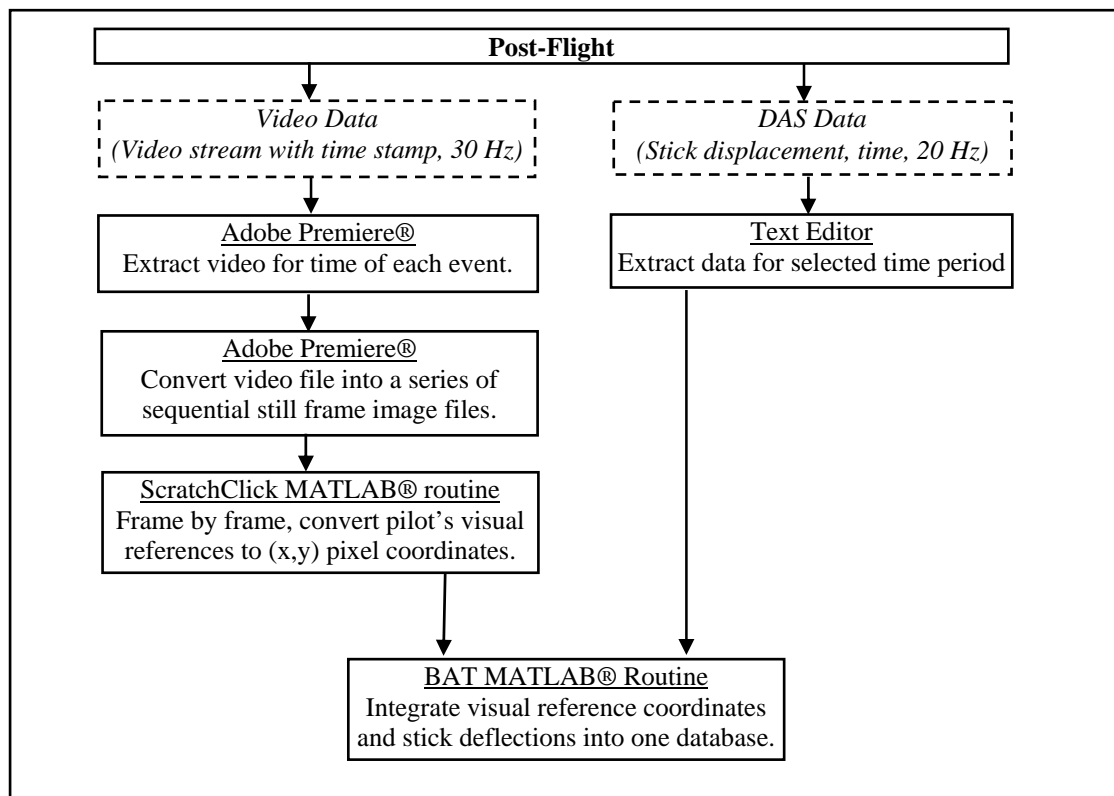 Post-Flight
Video Data
(Video stream with time stamp, 30 Hz)
DAS Data
(Stick displacement, time, 20 Hz)
Adobe Premiere®
Extract video for time of each event.
Text Editor
Extract data for selected time period
Adobe Premiere®
Convert video file into a series of
sequential still frame image files.
ScratchClick MATLAB® routine
Frame by frame, convert pilot’s visual
references to (x,y) pixel coordinates.
BAT MATLAB® Routine
Integrate visual reference coordinates
and stick deflections into one database.